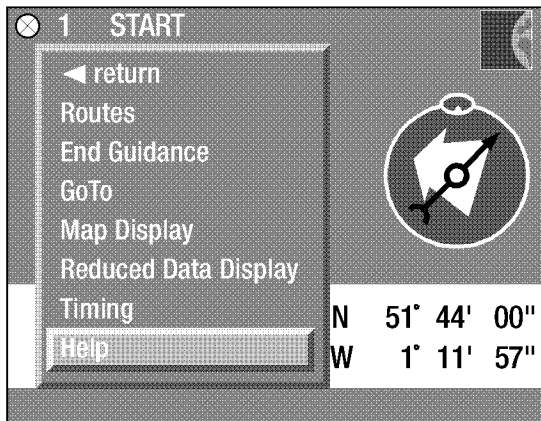 1 START
◄ return
Routes
End Guidance
GoTo
Map Display
Reduced Data Display
Timing
Help
N 51° 44' 00"
W 1° 11' 57"